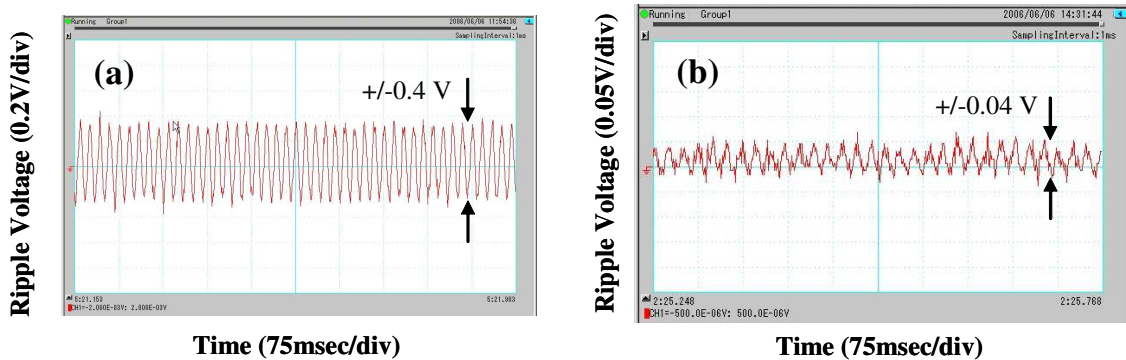 Running Group1 2006/06/06 11:54:36
SamplingInterval:1ms
(a)
+/-0.4 V
Ripple Voltage (0.2V/div)
5:21.153 5:21.903
CH1=-2.000E-03V: 2.000E-03V
Time (75msec/div)
Running Group1 2006/06/06 14:31:44
SamplingInterval:1ms
(b)
+/-0.04 V
Ripple Voltage (0.05V/div)
2:25.248 2:25.768
CH1=-500.0E-06V: 500.0E-06V
Time (75msec/div)